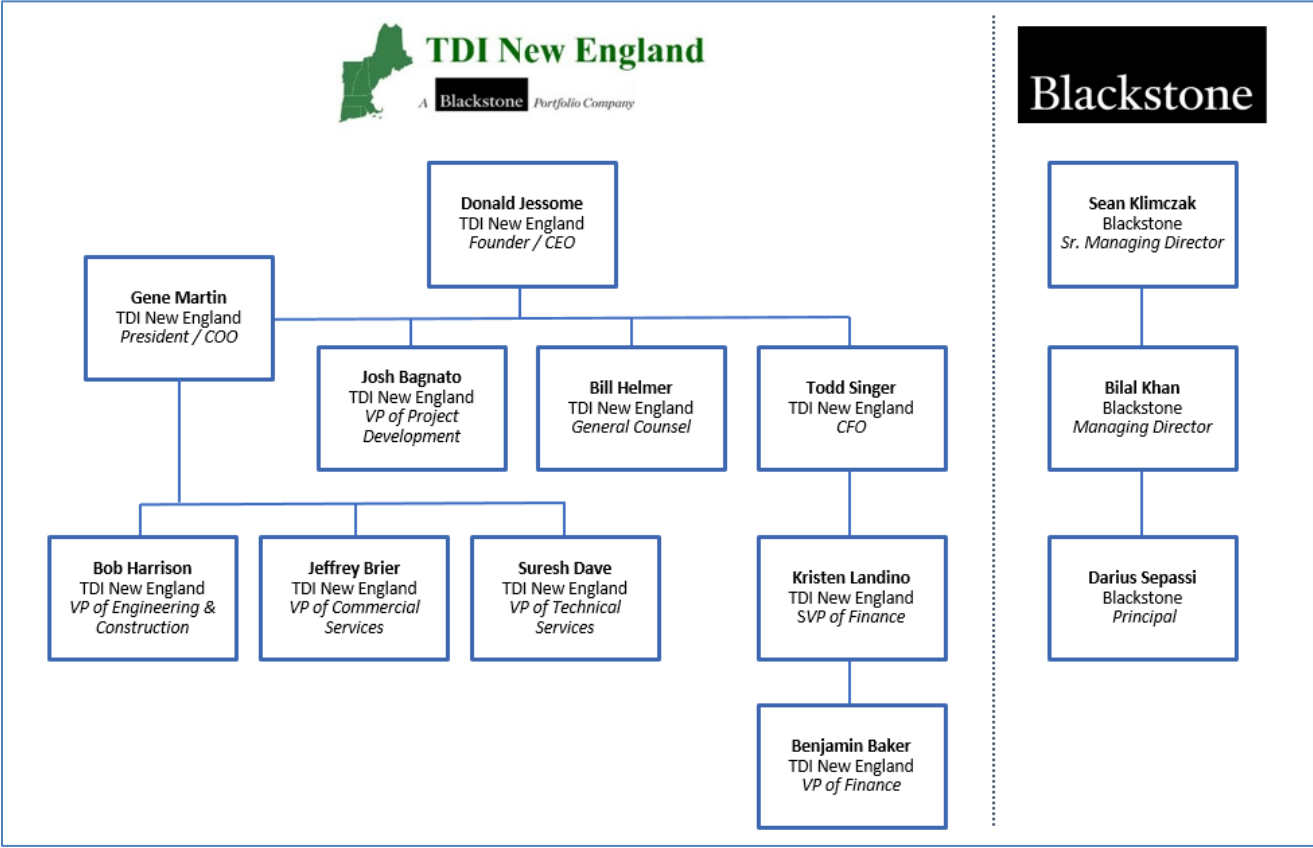 TDI New England
A Blackstone Portfolio Company
Blackstone
Donald Jessome
TDI New England
Founder / CEO
Gene Martin
TDI New England
President / COO
Josh Bagnato
TDI New England
VP of Project
Development
Bill Helmer
TDI New England
General Counsel
Todd Singer
TDI New England
CFO
Bob Harrison
TDI New England
VP of Engineering &
Construction
Jeffrey Brier
TDI New England
VP of Commercial
Services
Suresh Dave
TDI New England
VP of Technical
Services
Kristen Landino
TDI New England
SVP of Finance
Benjamin Baker
TDI New England
VP of Finance
Sean Klimczak
Blackstone
Sr. Managing Director
Bilal Khan
Blackstone
Managing Director
Darius Sepassi
Blackstone
Principal